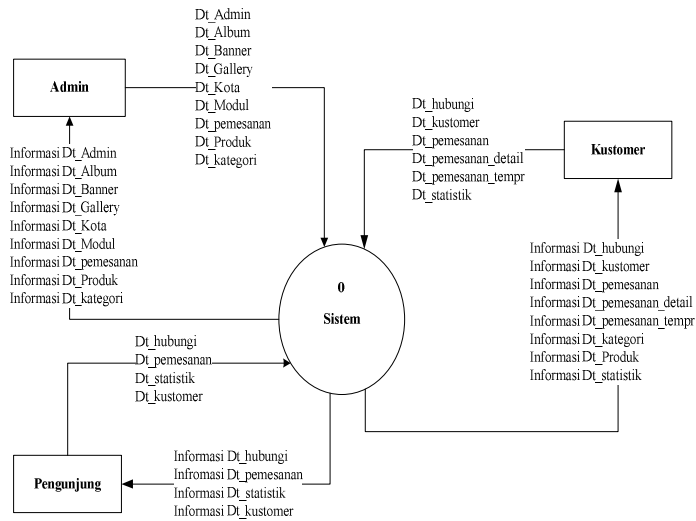 Dt_Admin
Dt_Album
Dt_Banner
Dt_Gallery
Dt_Kota
Dt_Modul
Dt_pemesanan
Dt_Produk
Dt_kategori
Admin
Informasi Dt_Admin
Informasi Dt_Album
Informasi Dt_Banner
Informasi Dt_Gallery
Informasi Dt_Kota
Informasi Dt_Modul
Informasi Dt_pemesanan
Informasi Dt_Produk
Informasi Dt_kategori
Dt_hubungi
Dt_kustomer
Dt_pemesanan
Dt_pemesanan_detail
Dt_pemesanan_tempr
Dt_statistik
Kustomer
Informasi Dt_hubungi
Informasi Dt_kustomer
Informasi Dt_pemesanan
Informasi Dt_pemesanan_detail
Informasi Dt_pemesanan_tempr
Informasi Dt_kategori
Informasi Dt_Produk
Informasi Dt_statistik
0
Sistem
Dt_hubungi
Dt_pemesanan
Dt_statistik
Dt_kustomer
Pengunjung
Informasi Dt_hubungi
Infromasi Dt_pemesanan
Informasi Dt_statistik
Informasi Dt_kustomer